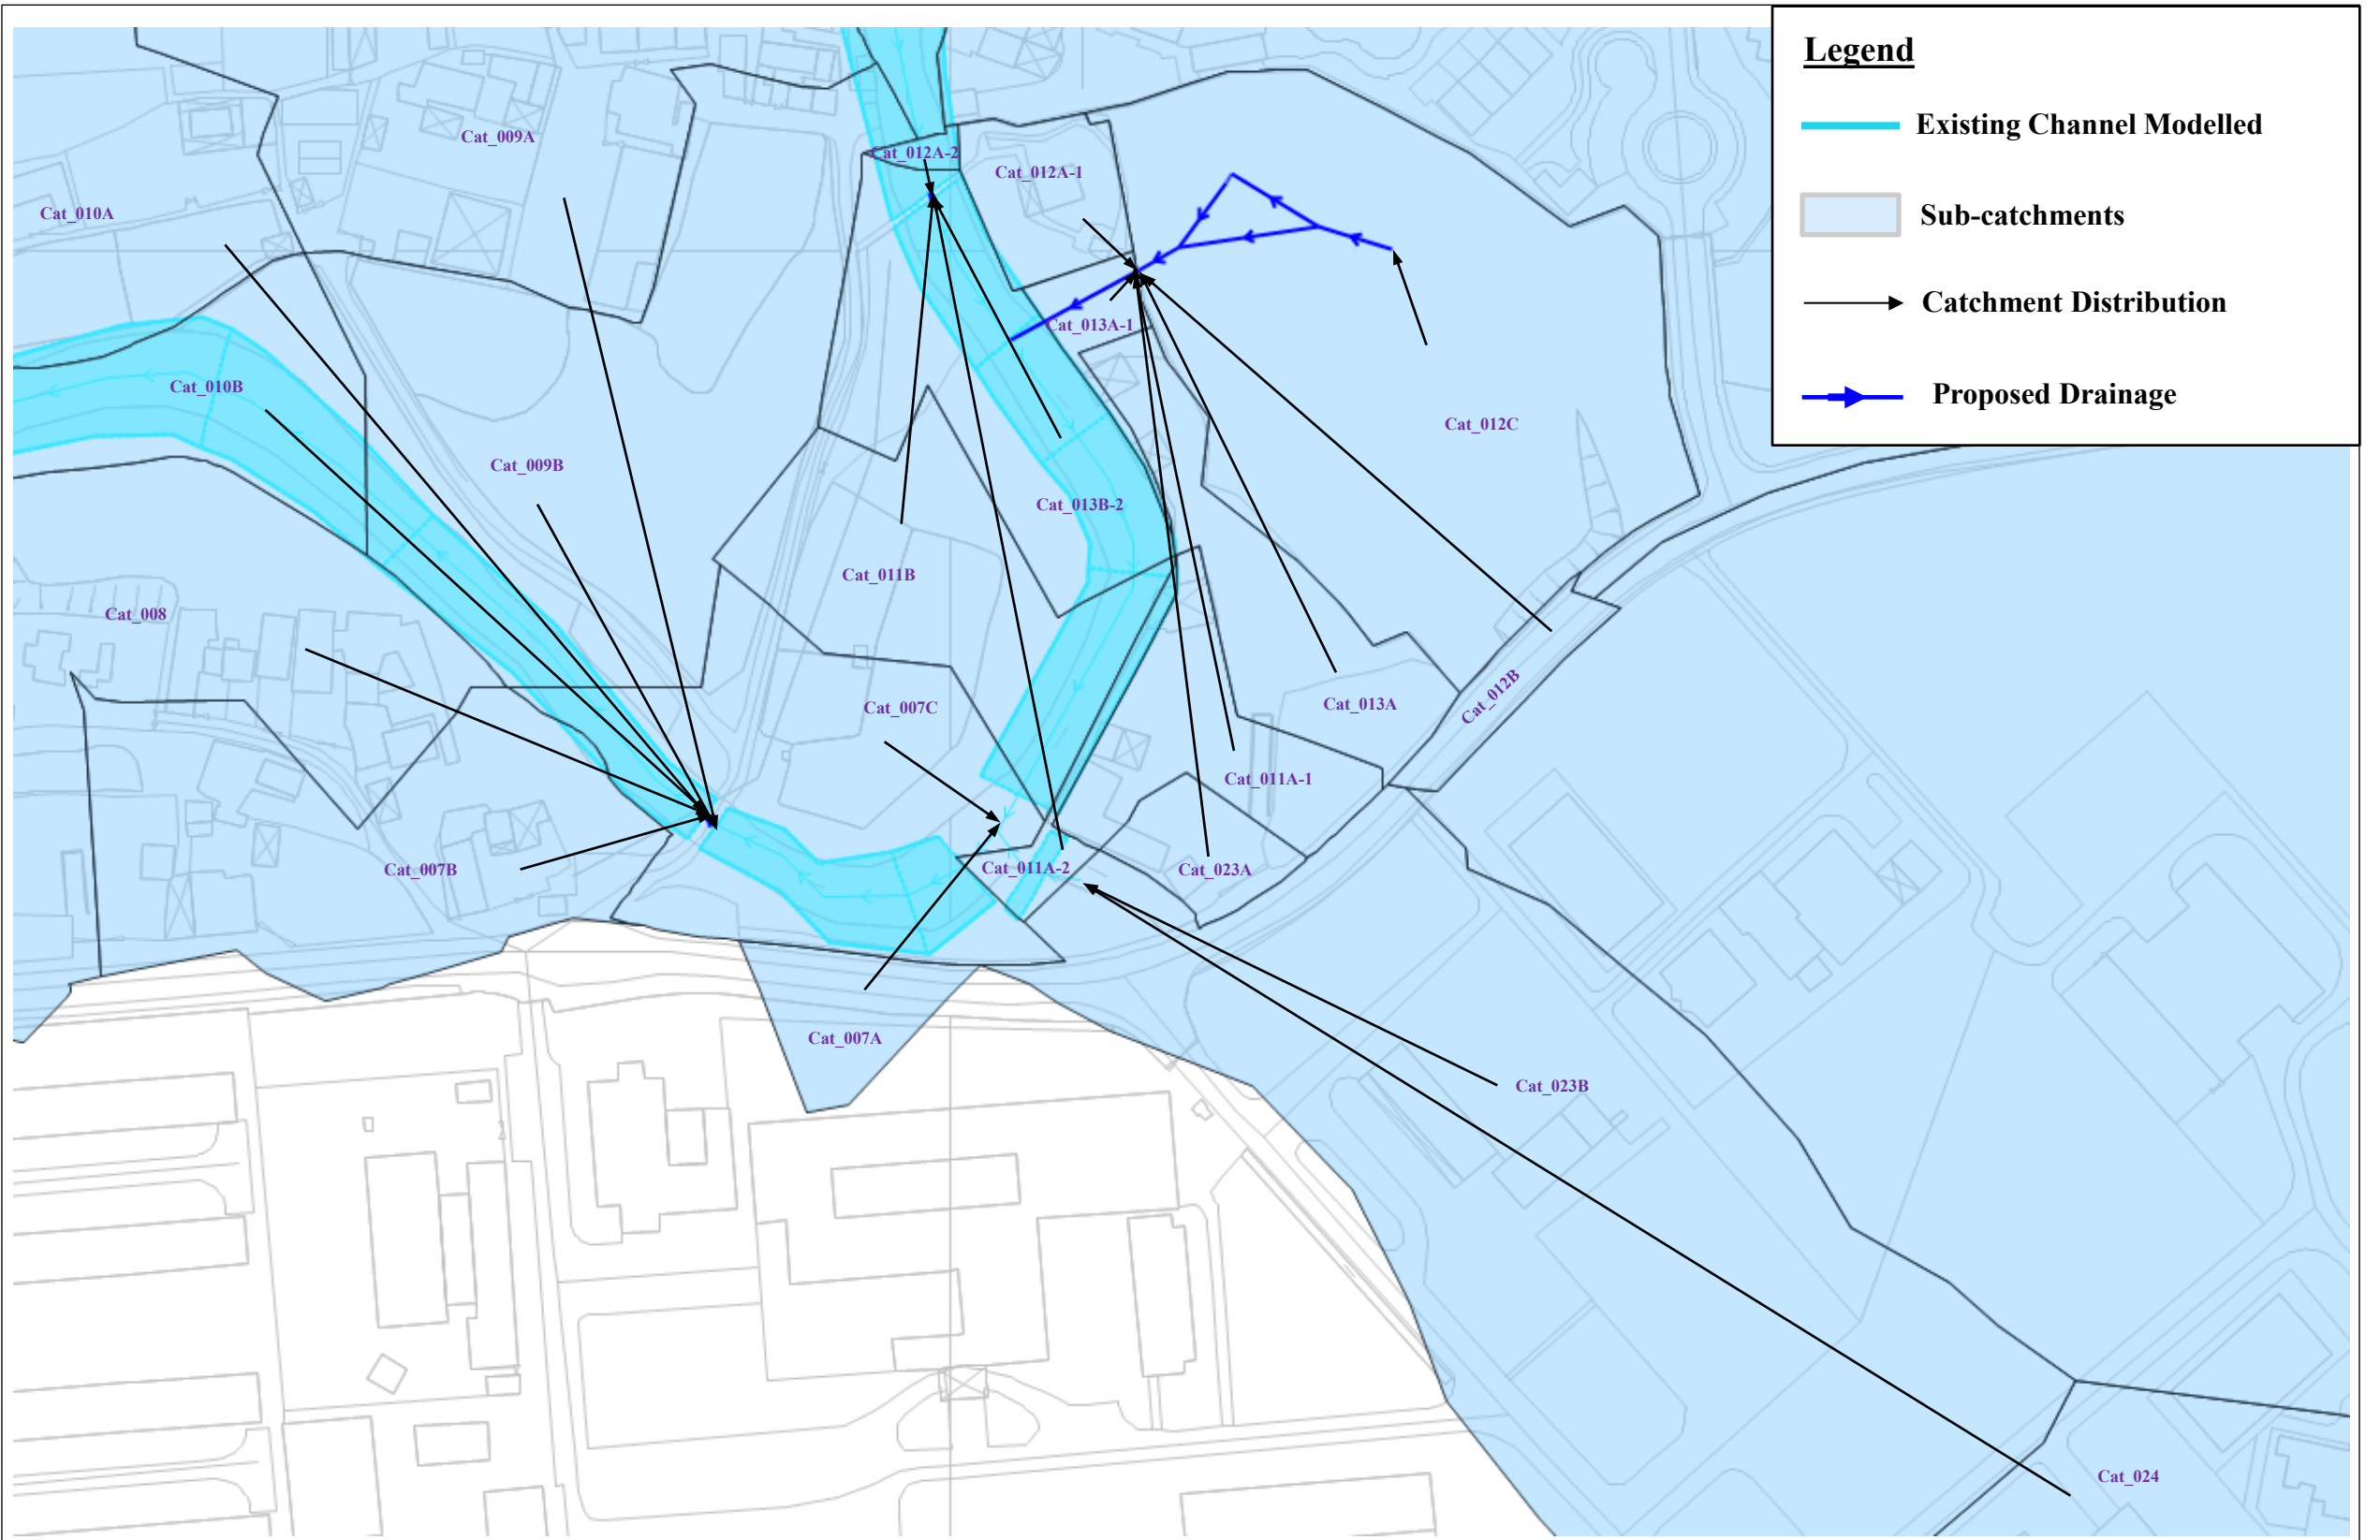 Legend
Existing Channel Modelled
Sub-catchments
Catchment Distribution
Proposed Drainage
Cat_009A
Cat_012A-2
Cat_012A-1
Cat_010A
Cat_013A-1
Cat_010B
Cat_012C
Cat_009B
Cat_013B-2
Cat_011B
Cat_008
Cat_012B
Cat_013A
Cat_007C
Cat_011A-1
Cat_007B
Cat_011A-2
Cat_023A
Cat_007A
Cat_023B
Cat_024